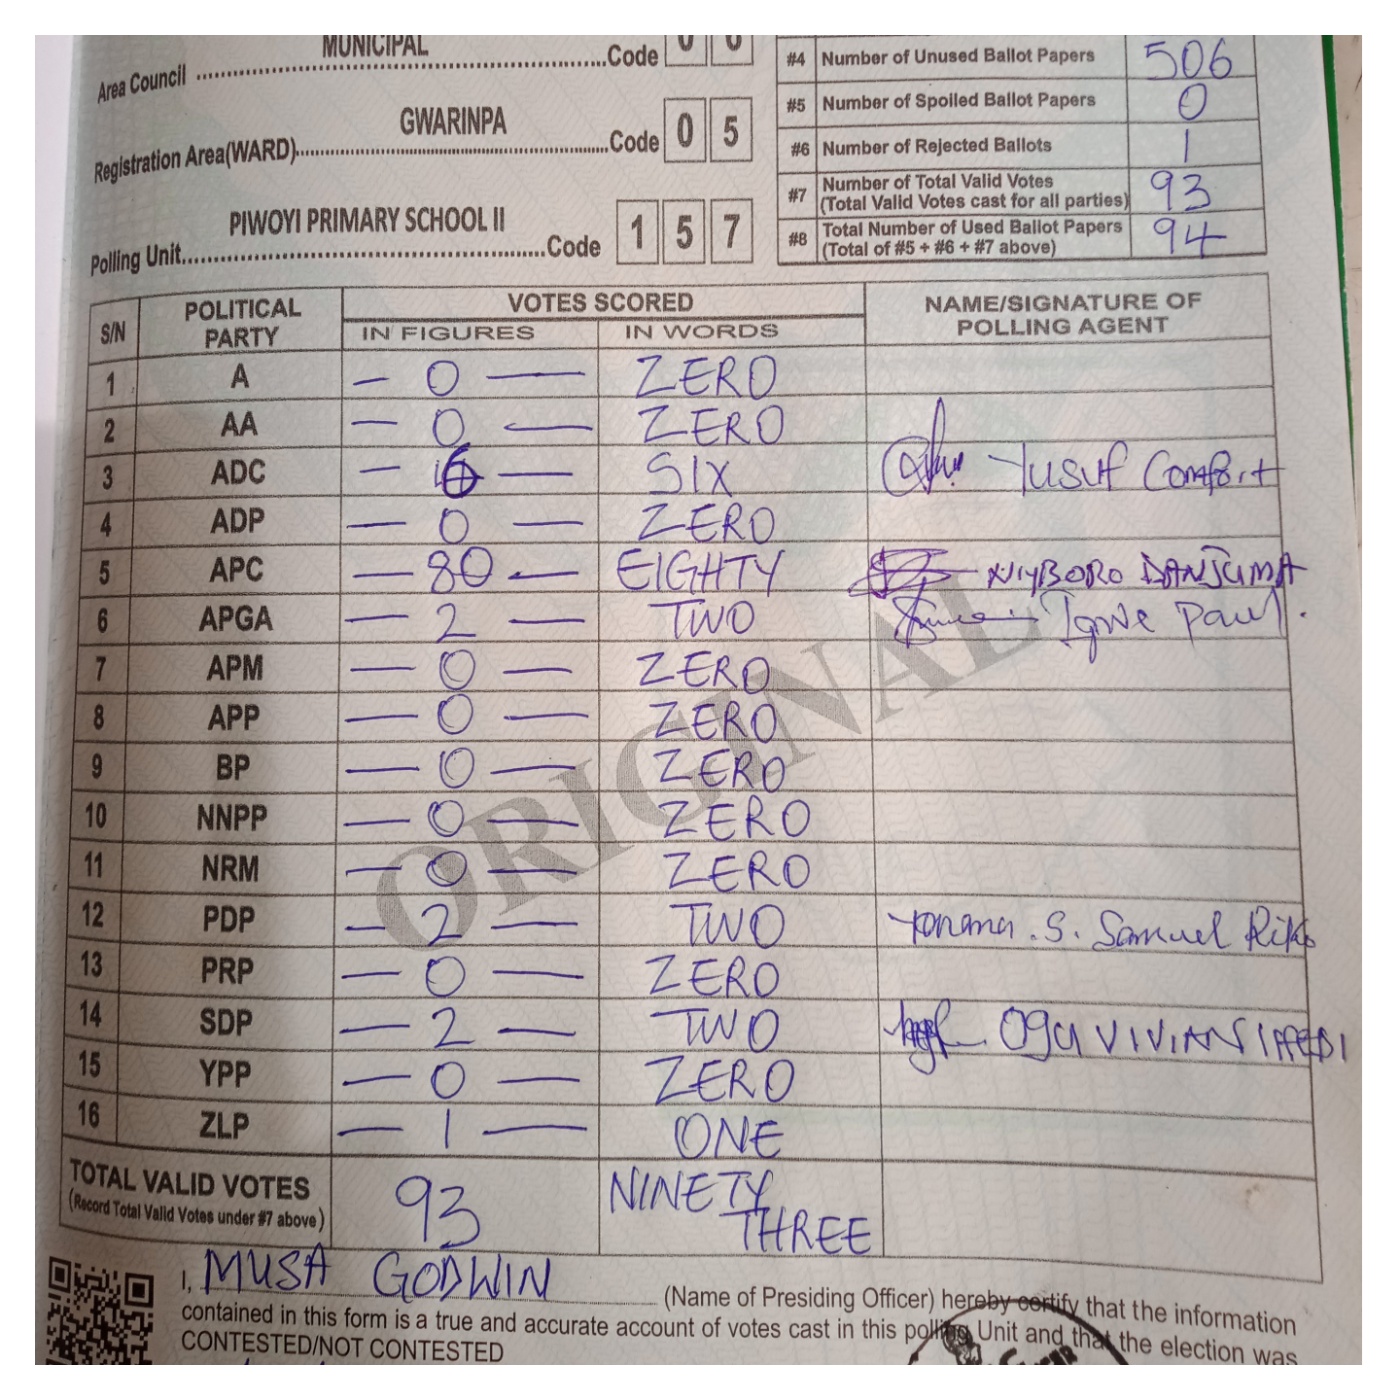 MUNICIPAL
Area Council ........ Code 0 6
GWARINPA
Registration Area(WARD)........ Code 0 5
PIWOYI PRIMARY SCHOOL II
Polling Unit........ Code 1 5 7
#4 Number of Unused Ballot Papers 506
#5 Number of Spoiled Ballot Papers 0
#6 Number of Rejected Ballots 1
#7 Number of Total Valid Votes (Total Valid Votes cast for all parties) 93
#8 Total Number of Used Ballot Papers (Total of #5 + #6 + #7 above) 94
S/N POLITICAL PARTY VOTES SCORED NAME/SIGNATURE OF POLLING AGENT
IN FIGURES IN WORDS
1 A — 0 — ZERO
2 AA — 0 — ZERO
3 ADC — 6 — SIX Yusuf Comfort
4 ADP — 0 — ZERO
5 APC — 80 — EIGHTY DANJUMA
6 APGA — 2 — TWO Paul.
7 APM — 0 — ZERO
8 APP — 0 — ZERO
9 BP — 0 — ZERO
10 NNPP — 0 — ZERO
11 NRM — 0 — ZERO
12 PDP — 2 — TWO S. Samuel
13 PRP — 0 — ZERO
14 SDP — 2 — TWO VIVIAN
15 YPP — 0 — ZERO
16 ZLP — 1 — ONE
ORIGINAL
TOTAL VALID VOTES 93 NINETY THREE
(Record Total Valid Votes under #7 above)
I, MUSA GODWIN (Name of Presiding Officer) hereby certify that the information
contained in this form is a true and accurate account of votes cast in this polling Unit and that the election was
CONTESTED/NOT CONTESTED